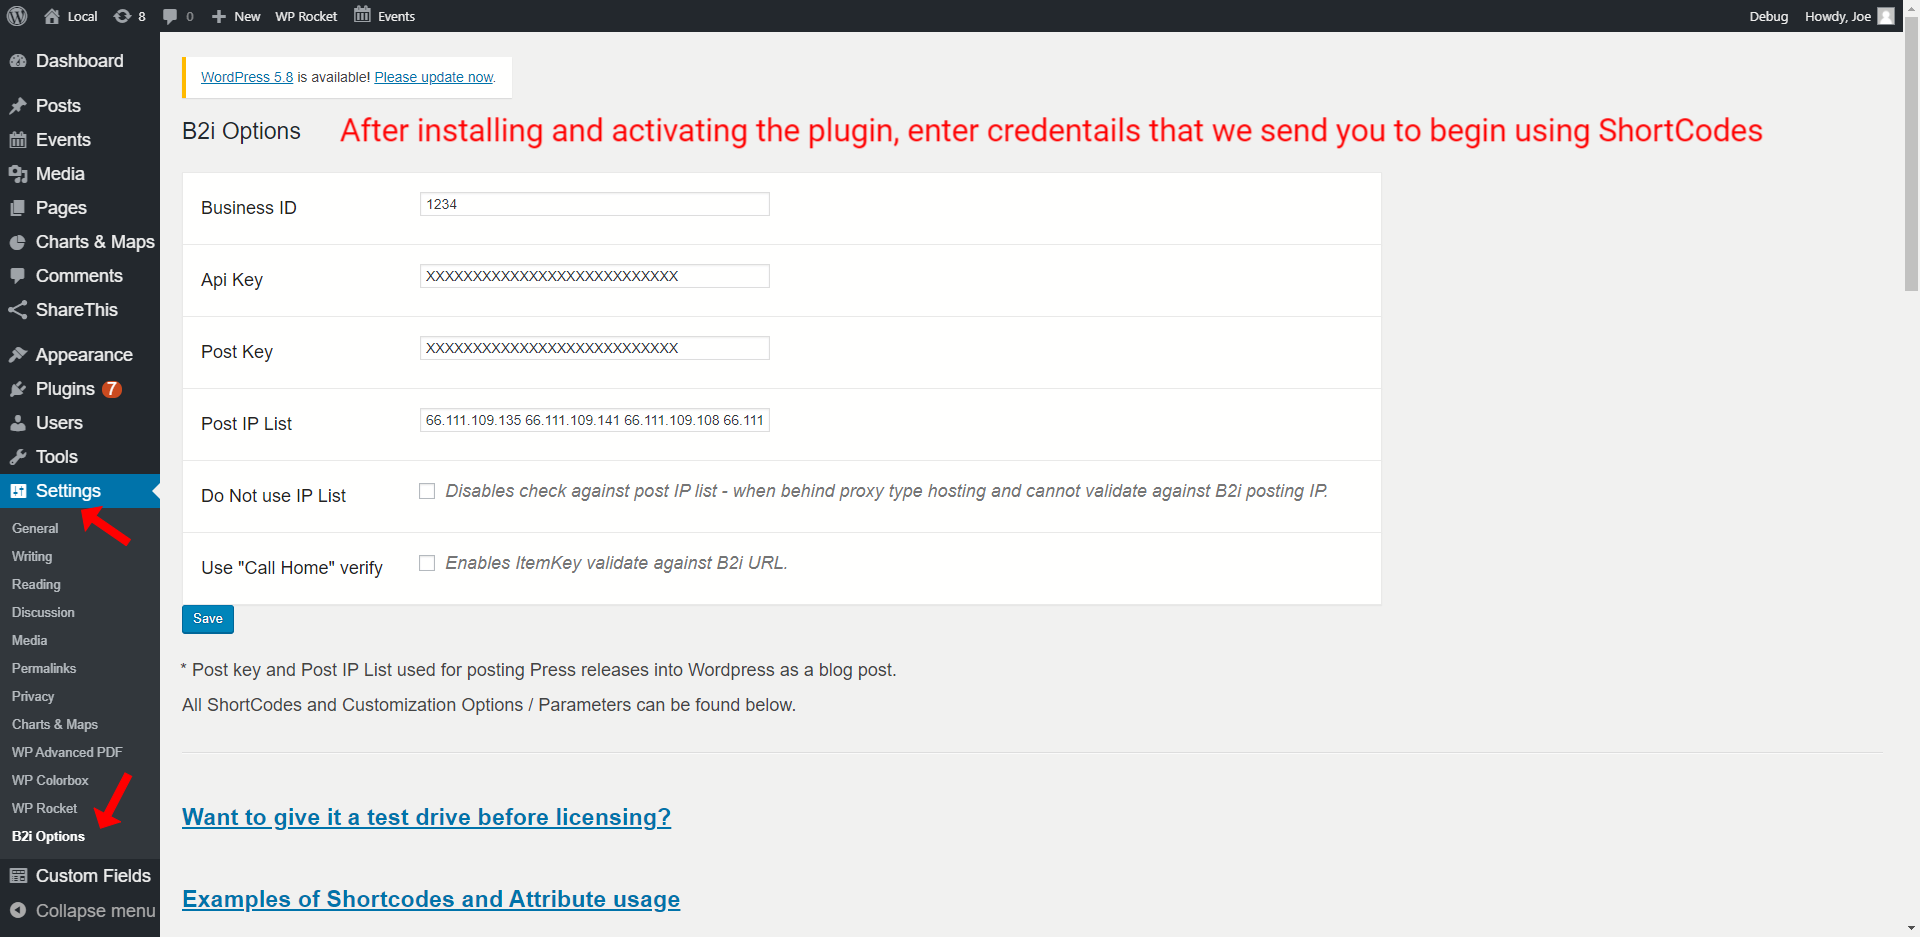 Local 8 0 New WP Rocket Events Debug Howdy, Joe
Dashboard
Posts
Events
Media
Pages
Charts & Maps
Comments
ShareThis
Appearance
Plugins 7
Users
Tools
Settings
General
Writing
Reading
Discussion
Media
Permalinks
Privacy
Charts & Maps
WP Advanced PDF
WP Colorbox
WP Rocket
B2i Options
Custom Fields
Collapse menu
WordPress 5.8 is available! Please update now.
B2i Options
After installing and activating the plugin, enter credentails that we send you to begin using ShortCodes
Business ID 1234
Api Key XXXXXXXXXXXXXXXXXXXXXXXXXXX
Post Key XXXXXXXXXXXXXXXXXXXXXXXXXXX
Post IP List 66.111.109.135 66.111.109.141 66.111.109.108 66.111
Do Not use IP List Disables check against post IP list - when behind proxy type hosting and cannot validate against B2i posting IP.
Use "Call Home" verify Enables ItemKey validate against B2i URL.
Save
* Post key and Post IP List used for posting Press releases into Wordpress as a blog post.
All ShortCodes and Customization Options / Parameters can be found below.
Want to give it a test drive before licensing?
Examples of Shortcodes and Attribute usage